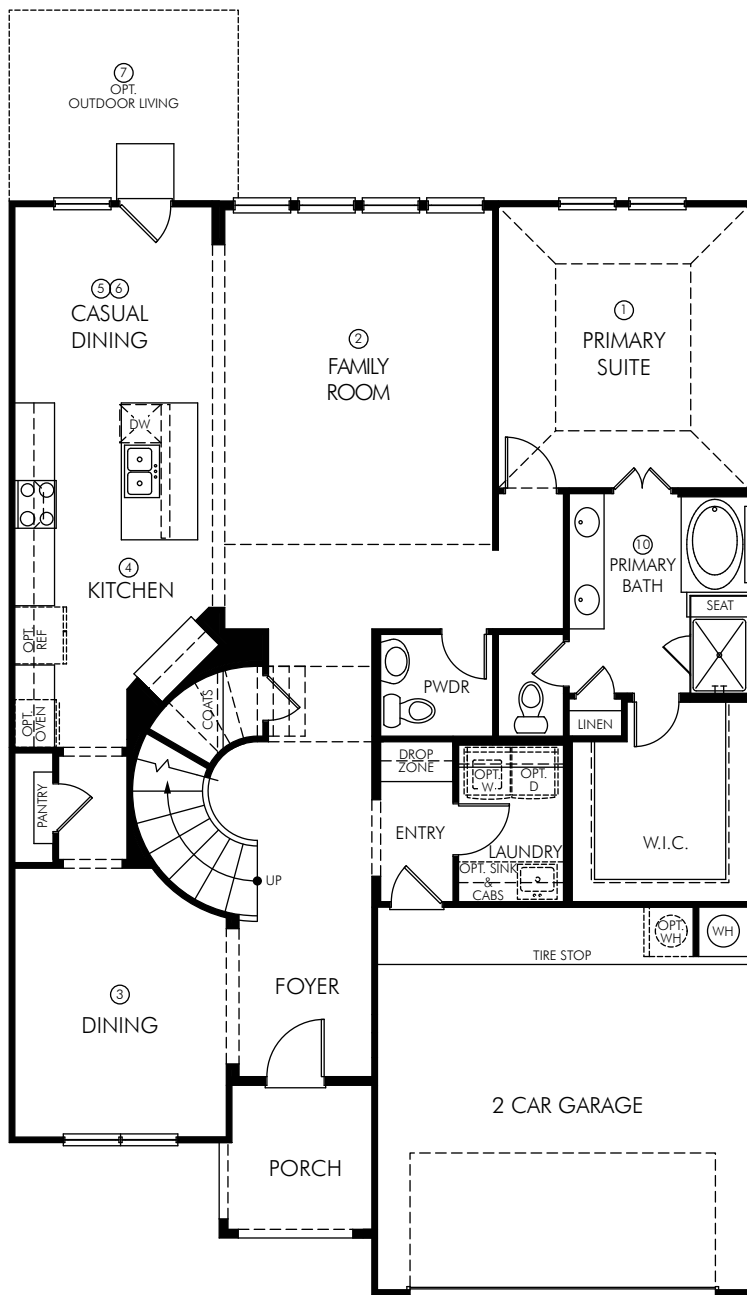 7
OPT.
OUTDOOR LIVING
5 6
CASUAL
DINING
2
FAMILY
ROOM
1
PRIMARY
SUITE
DW
4
KITCHEN
10
PRIMARY
BATH
SEAT
OPT.
REF
OPT.
OVEN
COATS
PWDR
LINEN
DROP
ZONE
OPT.
W
OPT.
D
PANTRY
ENTRY
LAUNDRY
OPT. SINK
&
CABS
W.I.C.
UP
OPT.
WH
WH
TIRE STOP
FOYER
3
DINING
2 CAR GARAGE
PORCH